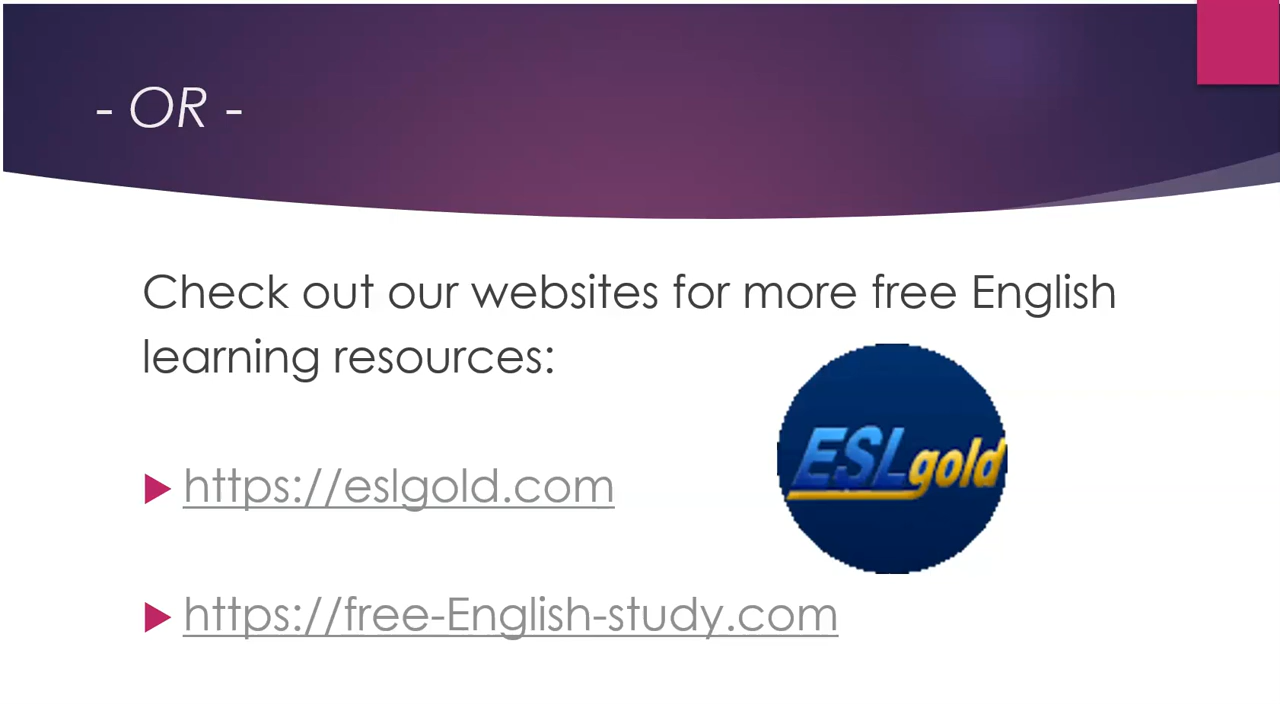 - OR -
Check out our websites for more free English
learning resources:
ESLgold
https://eslgold.com
https://free-English-study.com